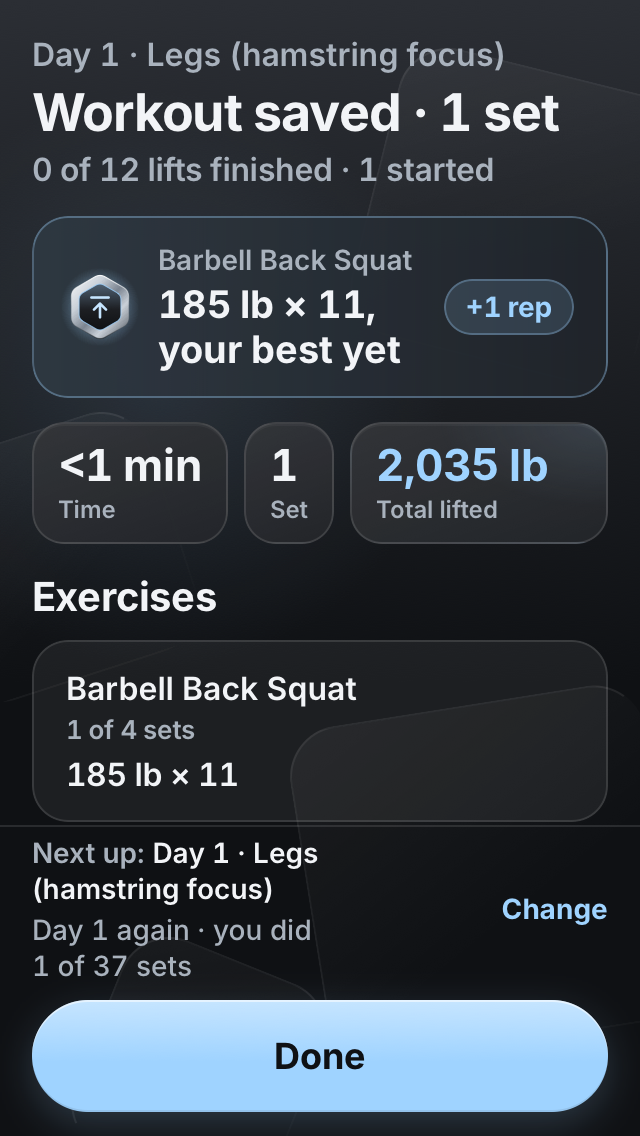 Day 1 · Legs (hamstring focus)
Workout saved · 1 set
0 of 12 lifts finished · 1 started
Barbell Back Squat
185 lb × 11,
your best yet
+1 rep
<1 min
Time
1
Set
2,035 lb
Total lifted
Exercises
Barbell Back Squat
1 of 4 sets
185 lb × 11
Next up: Day 1 · Legs
(hamstring focus)
Day 1 again · you did
1 of 37 sets
Change
Done